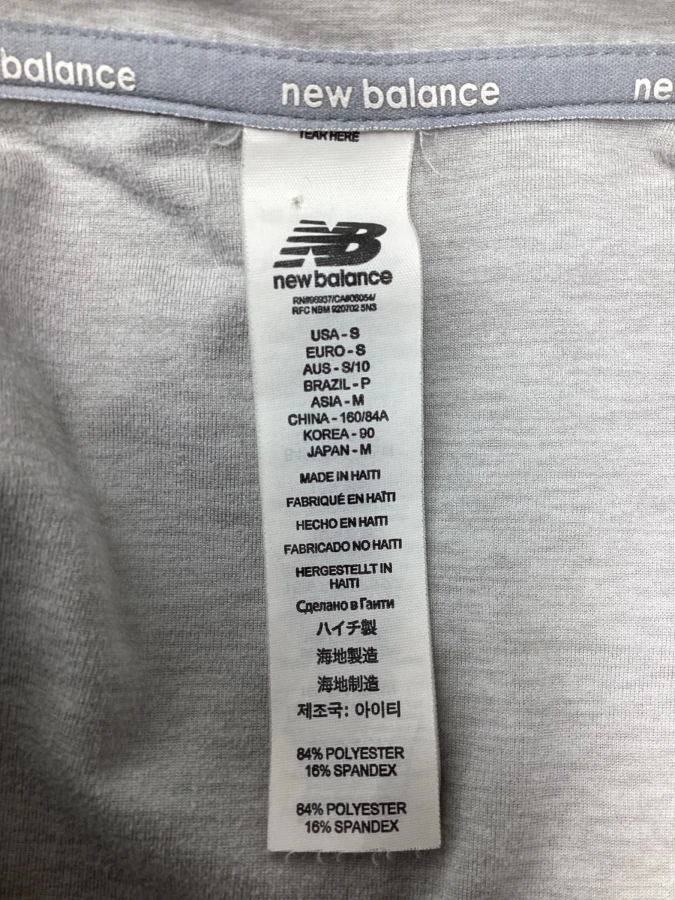 balance new balance ne
TEAR HERE
NB
new balance
RN#96937/CA#06054/
RFC NBM 920702 5N3
USA - S
EURO - S
AUS - S/10
BRAZIL - P
ASIA - M
CHINA - 160/84A
KOREA - 90
JAPAN - M
MADE IN HAITI
FABRIQUÉ EN HAÏTI
HECHO EN HAITI
FABRICADO NO HAITI
HERGESTELLT IN
HAITI
Сделано в Гаити
ハイチ製
海地製造
海地制造
제조국: 아이티
84% POLYESTER
16% SPANDEX
84% POLYESTER
16% SPANDEX